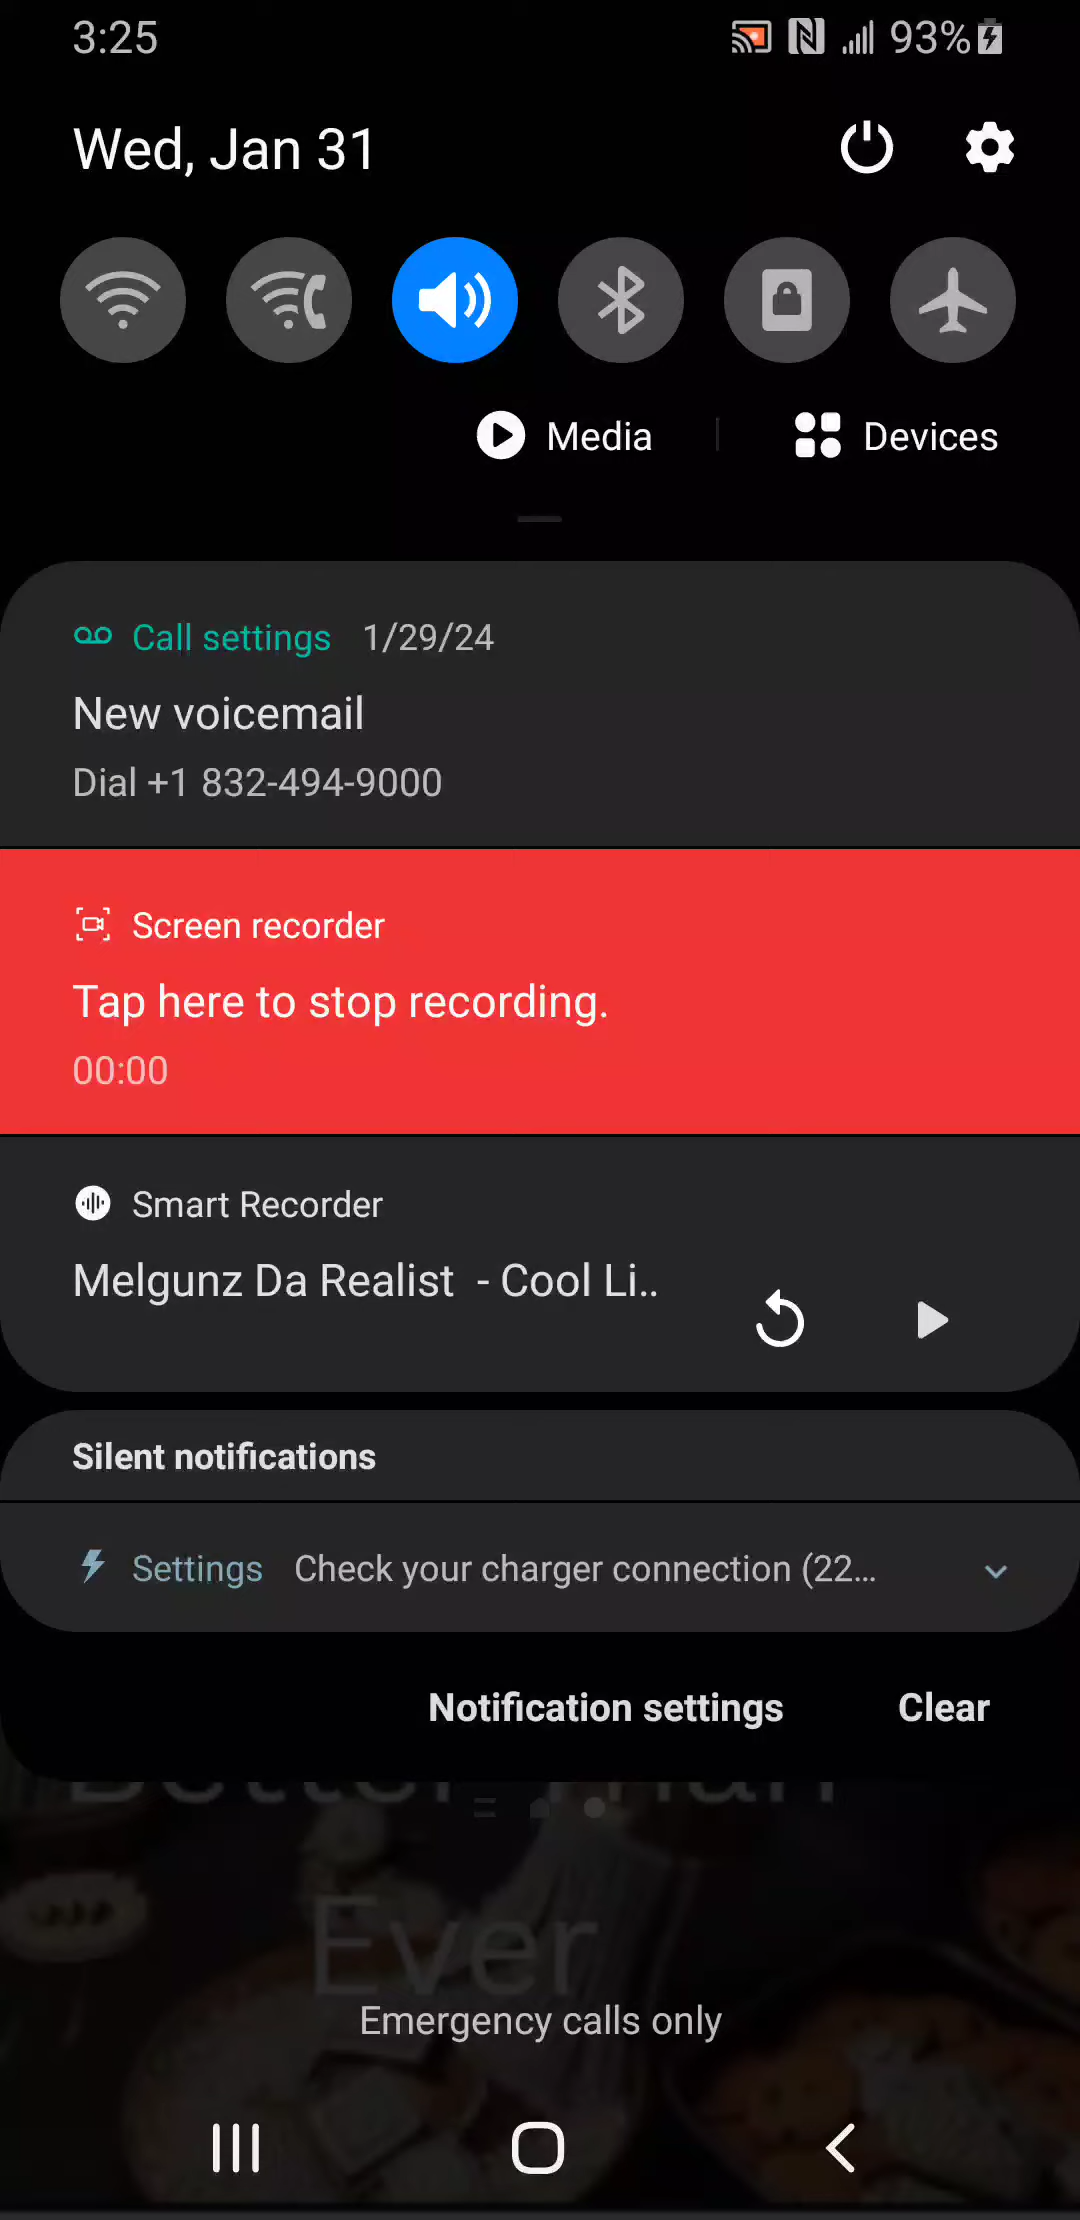 3:25
93%
Wed, Jan 31
Media
Devices
Call settings 1/29/24
New voicemail
Dial +1 832-494-9000
Screen recorder
Tap here to stop recording.
00:00
Smart Recorder
Melgunz Da Realist - Cool Li..
Silent notifications
Settings Check your charger connection (22...
Notification settings
Clear
Better Than
Ever
Emergency calls only